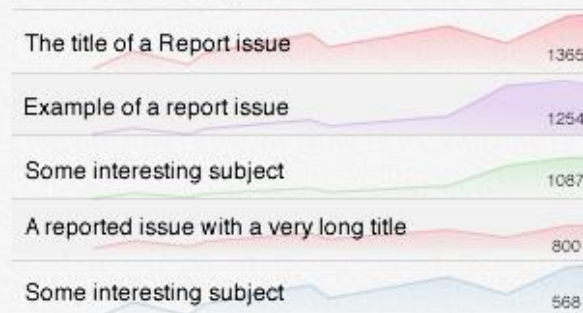 The title of a Report issue
1365
Example of a report issue
1254
Some interesting subject
1087
A reported issue with a very long title
800
Some interesting subject
568